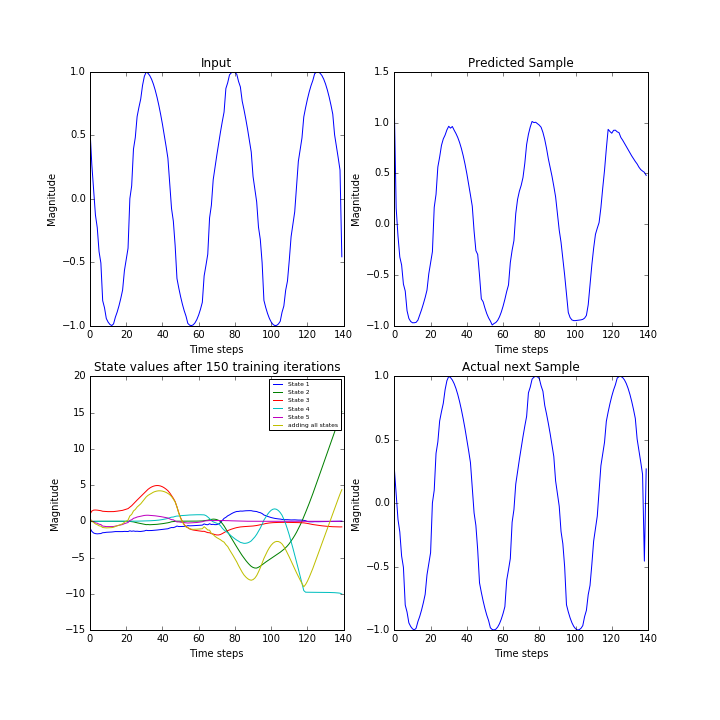 Input
Predicted Sample
1.0
0.5
0.0
−0.5
−1.0
Magnitude
0 20 40 60 80 100 120 140
Time steps
1.5
1.0
0.5
0.0
−0.5
−1.0
Magnitude
0 20 40 60 80 100 120 140
Time steps
State values after 150 training iterations
Actual next Sample
20
15
10
5
0
−5
−10
−15
Magnitude
State 1
State 2
State 3
State 4
State 5
adding all states
0 20 40 60 80 100 120 140
Time steps
1.0
0.5
0.0
−0.5
−1.0
Magnitude
0 20 40 60 80 100 120 140
Time steps